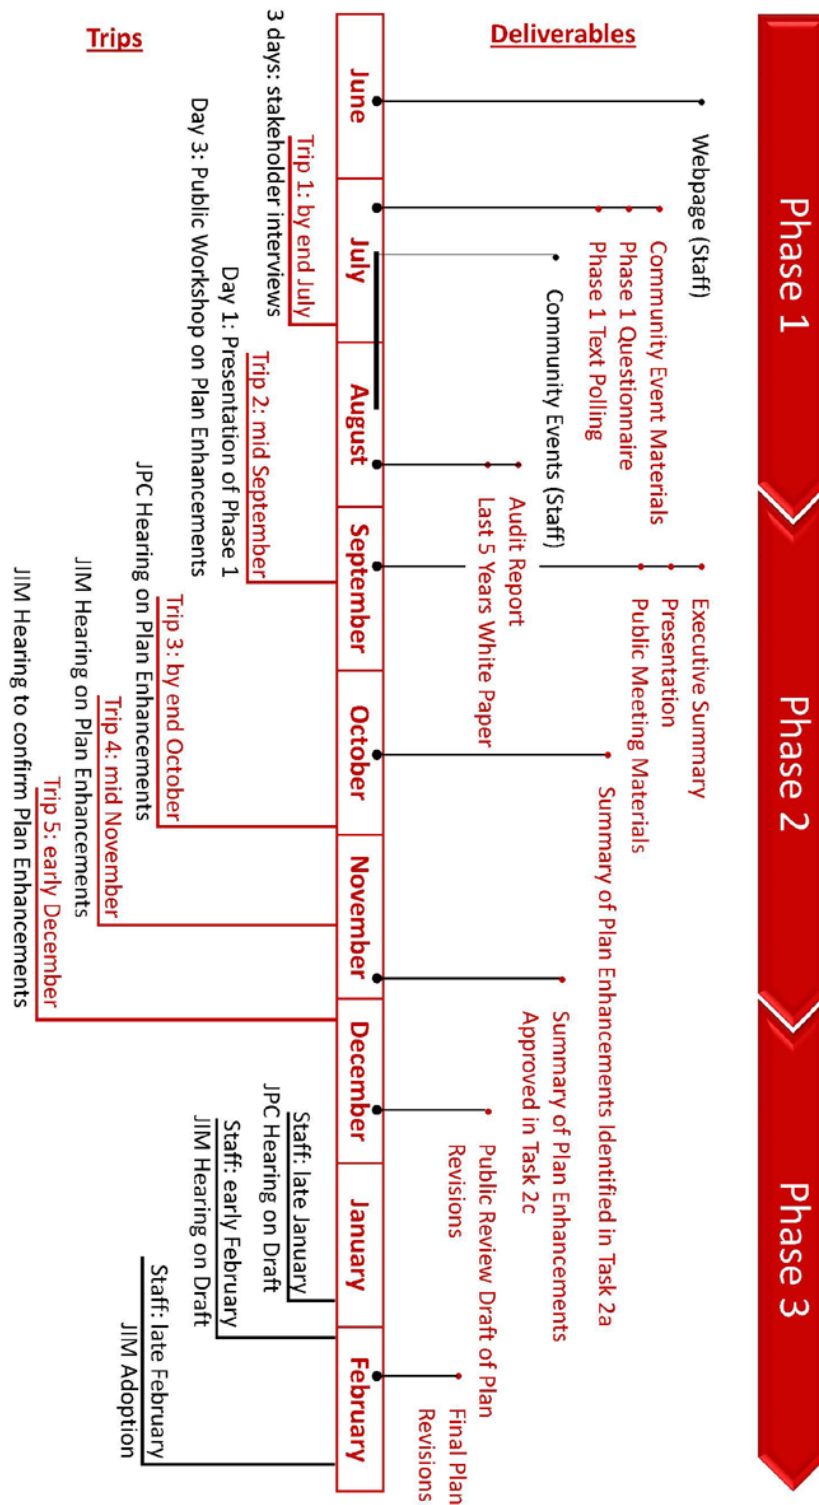 Phase 1
Phase 2
Phase 3
Deliverables
Webpage (Staff)
Community Event Materials
Phase 1 Questionnaire
Phase 1 Text Polling
Community Events (Staff)
Audit Report
Last 5 Years White Paper
Executive Summary
Presentation
Public Meeting Materials
Summary of Plan Enhancements Identified in Task 2a
Summary of Plan Enhancements
Approved in Task 2c
Public Review Draft of Plan
Revisions
Final Plan
Revisions
June
July
August
September
October
November
December
January
February
Trips
Trip 1: by end July
3 days: stakeholder interviews
Trip 2: mid September
Day 1: Presentation of Phase 1
Day 3: Public Workshop on Plan Enhancements
Trip 3: by end October
JPC Hearing on Plan Enhancements
Trip 4: mid November
JIM Hearing on Plan Enhancements
Trip 5: early December
JIM Hearing to confirm Plan Enhancements
Staff: late January
JPC Hearing on Draft
Staff: early February
JIM Hearing on Draft
Staff: late February
JIM Adoption